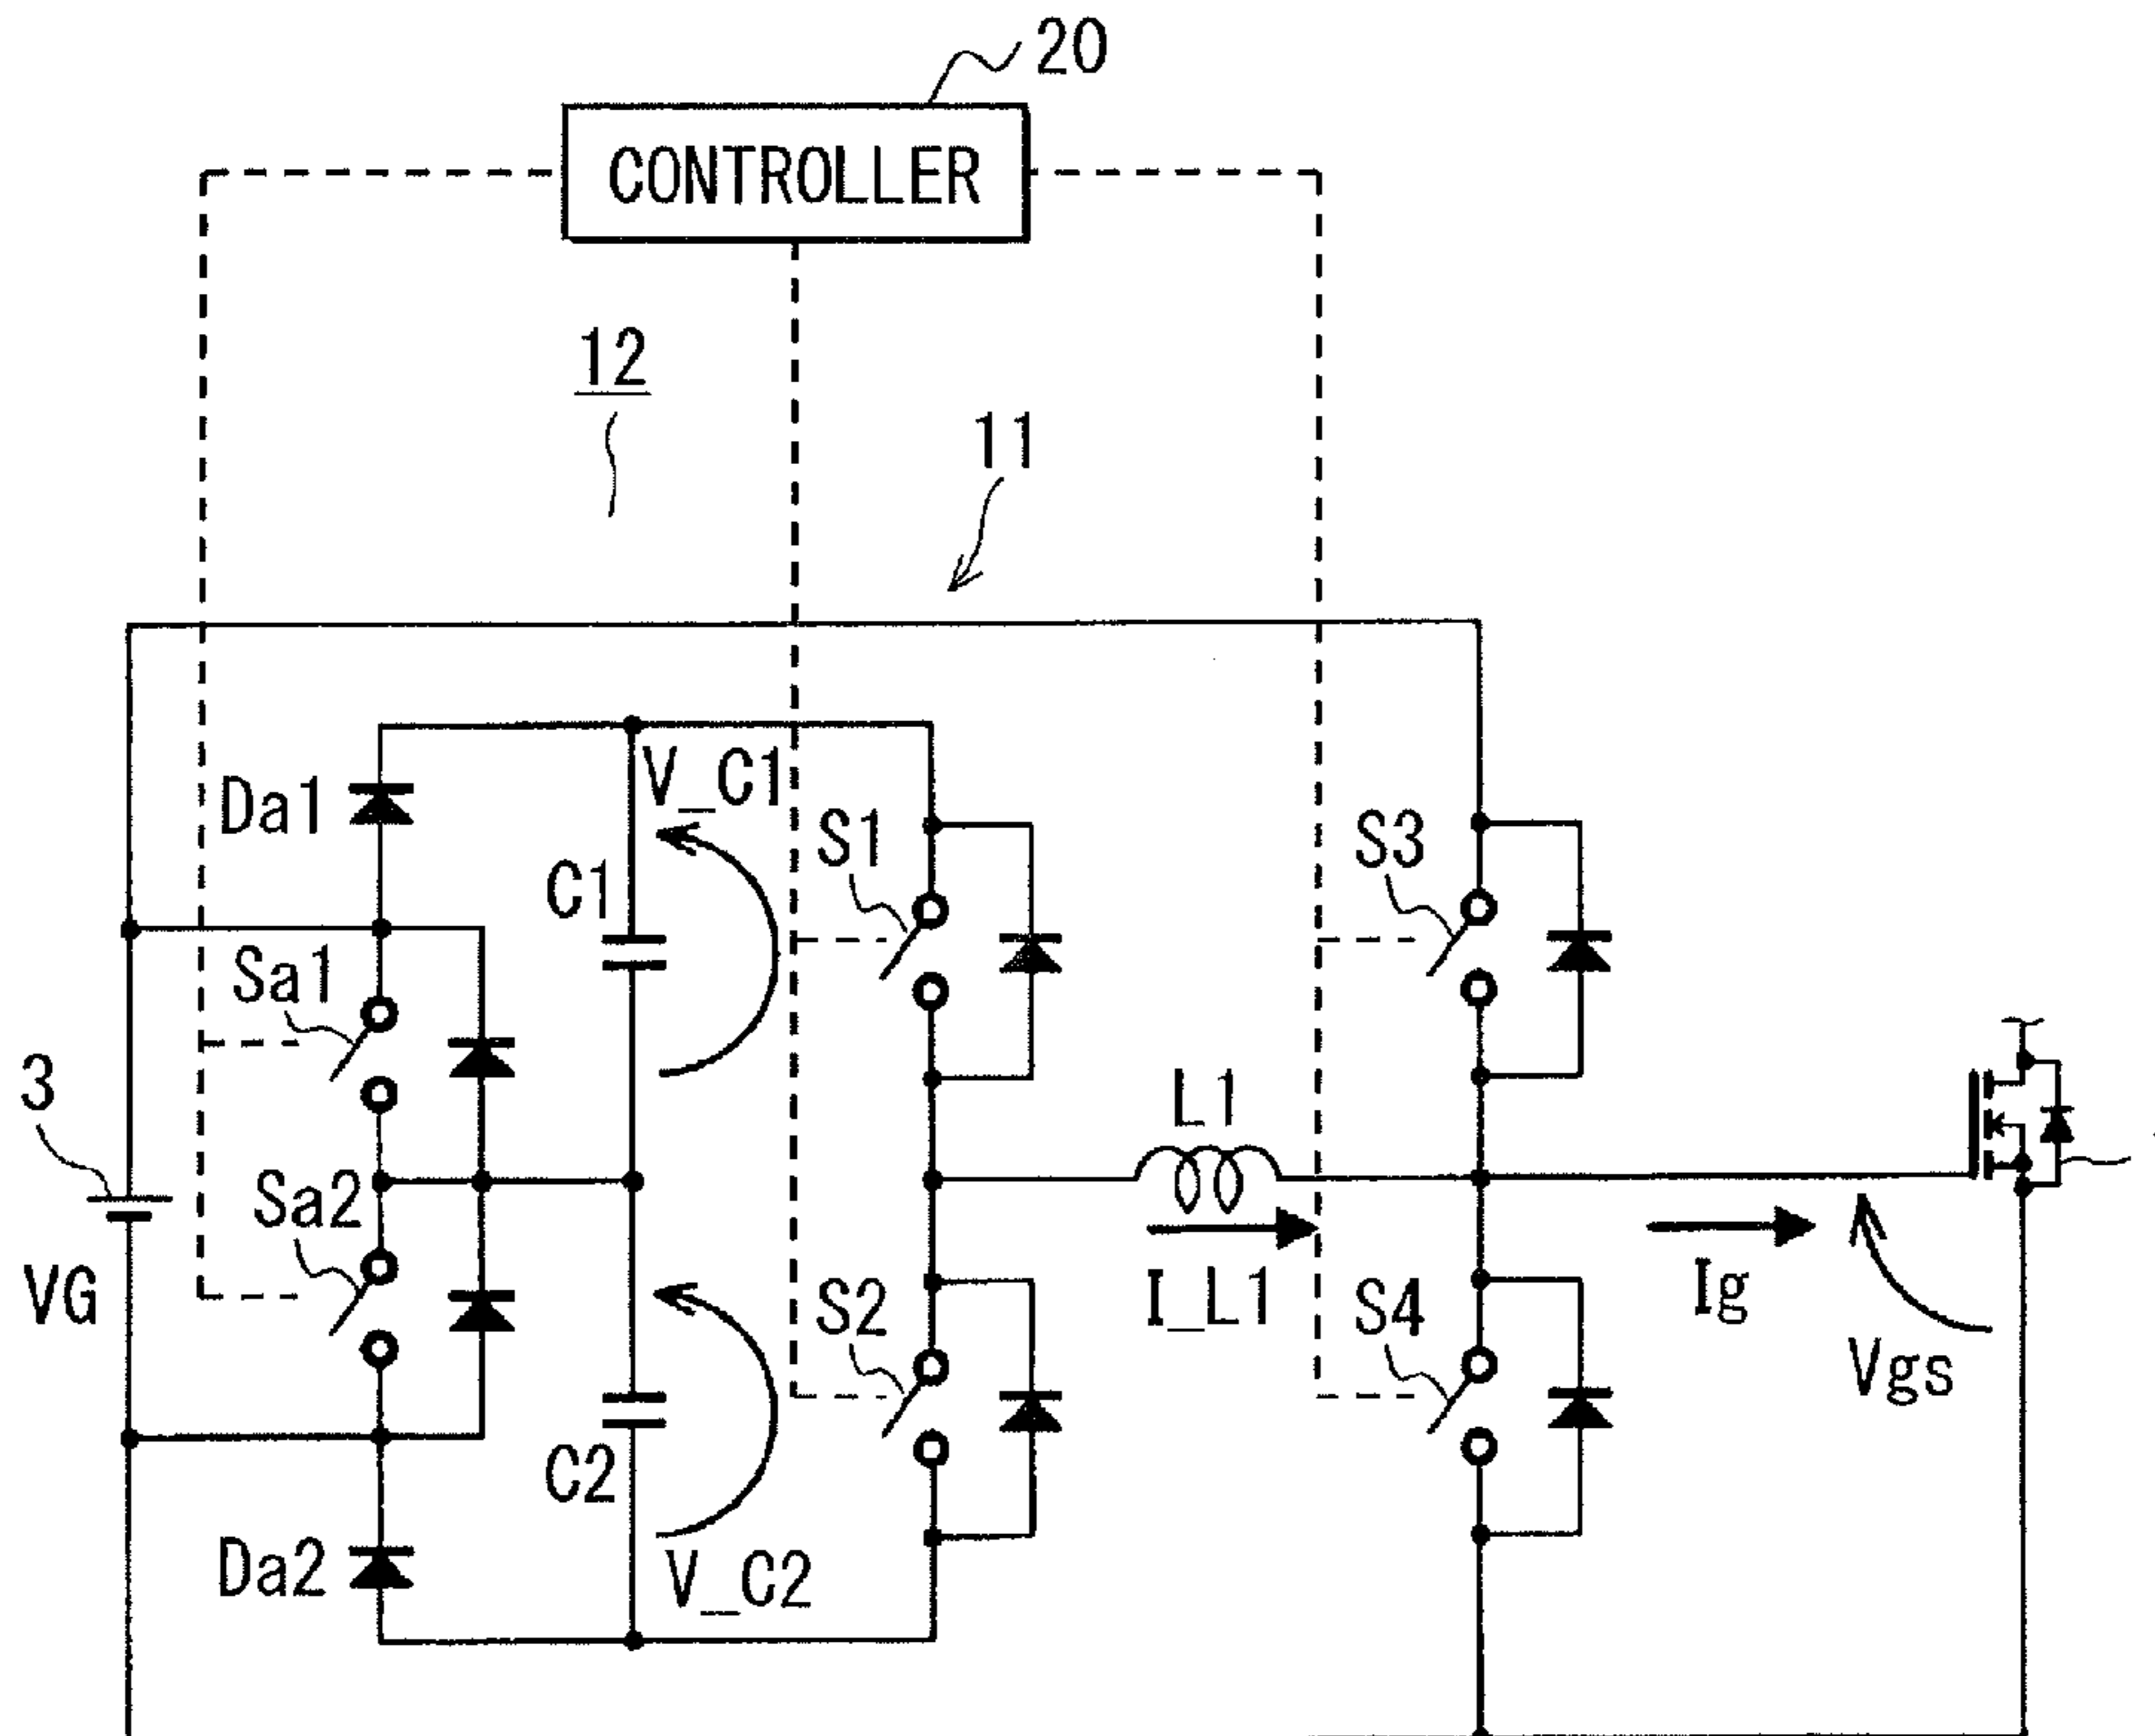 20
CONTROLLER
12
11
Da1
V_C1
S1
S3
C1
Sa1
3
L1
Sa2
VG
S2
I_L1
S4
Ig
Vgs
C2
Da2
V_C2